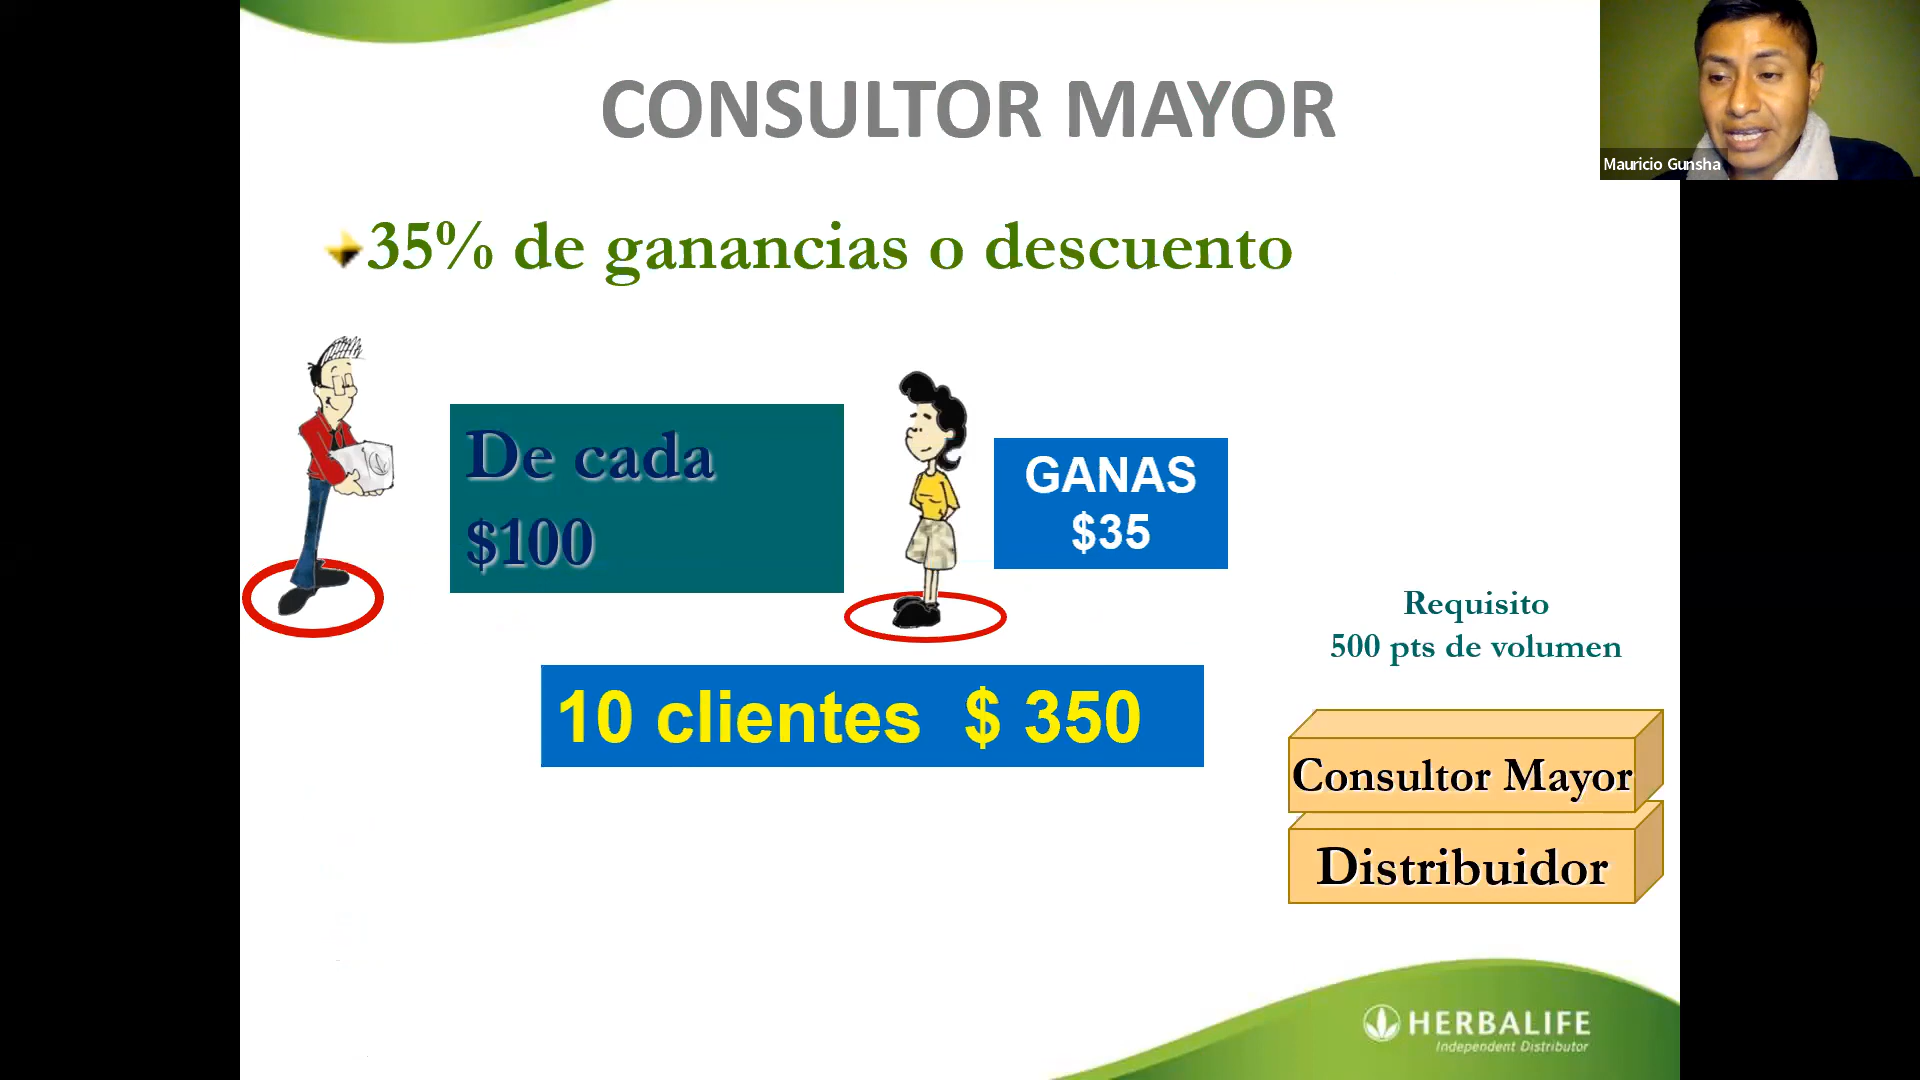 CONSULTOR MAYOR
Mauricio Gunsha
35% de ganancias o descuento
De cada
$100
GANAS
$35
Requisito
500 pts de volumen
10 clientes $ 350
Consultor Mayor
Distribuidor
HERBALIFE
Independent Distributor